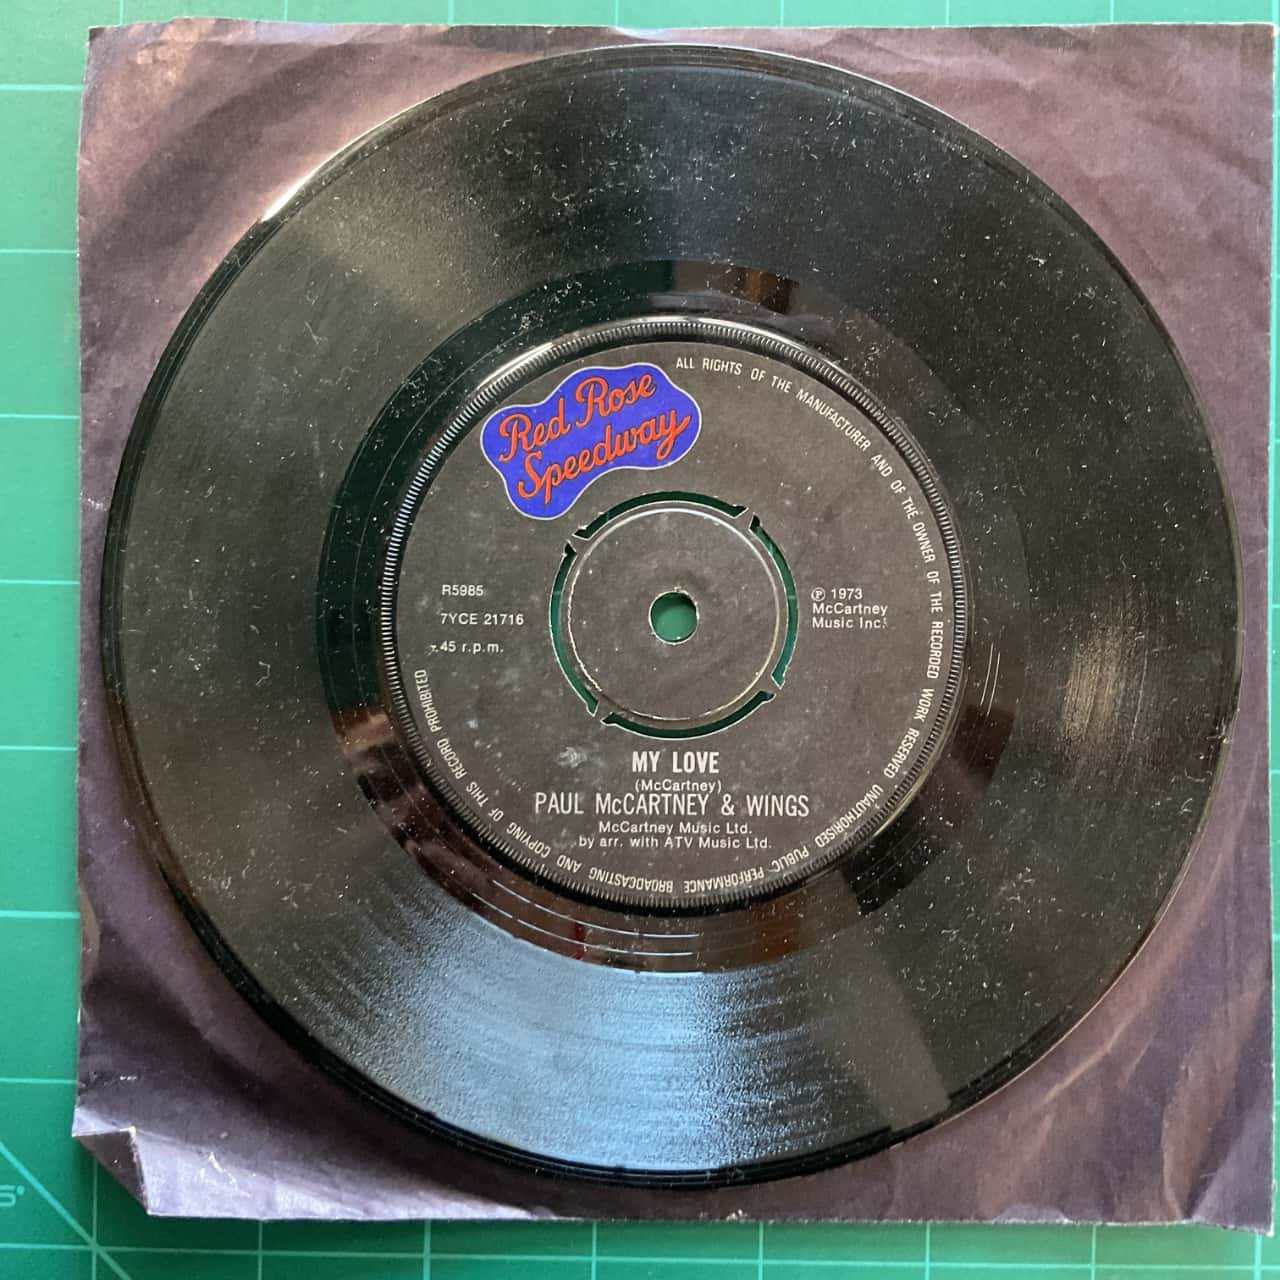 Red Rose
Speedway
ALL RIGHTS OF THE MANUFACTURER AND OF THE OWNER OF THE RECORDED WORK RESERVED UNAUTHORISED PUBLIC PERFORMANCE BROADCASTING AND COPYING OF THIS RECORD PROHIBITED
R5985
7YCE 21716
45 r.p.m.
℗ 1973
McCartney
Music Inc.
MY LOVE
(McCartney)
PAUL McCARTNEY & WINGS
McCartney Music Ltd.
by arr. with ATV Music Ltd.